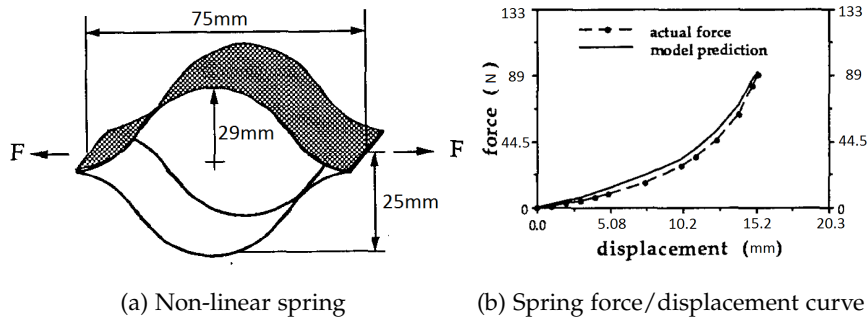 75mm
29mm
F
F
25mm
(a) Non-linear spring
133
133
actual force
model prediction
89
89
force (N)
44.5
44.5
0
0
0.0
5.08
10.2
15.2
20.3
displacement (mm)
(b) Spring force/displacement curve